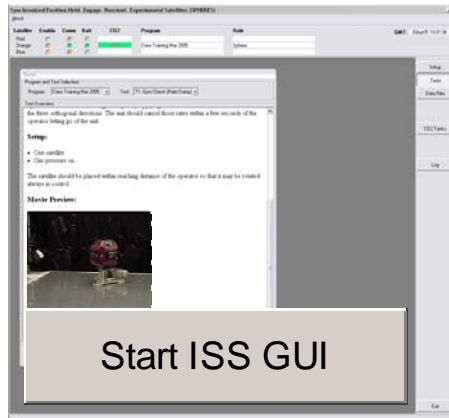 Synchronized Position Hold, Engage, Reorient, Experimental Satellites (SPHERES)
About
Satellite Enable Comm Batt CO2 Program Role GMT:
Red
Orange Crew Training Mar 2005 Sphere
Blue
Setup
Tests
Program and Test Selection
Program: Crew Training Mar 2005 Test:
Data Files
Test Overview
the three orthogonal directions. The unit should cancel those rates within a few seconds of the
operator letting go of the unit.
CO2 Tanks
Setup:
Log
• One satellite
• Gas pressure on
The satellite should be placed within reaching distance of the operator so that it may be rotated
always in control.
Movie Preview:
Start ISS GUI
Exit